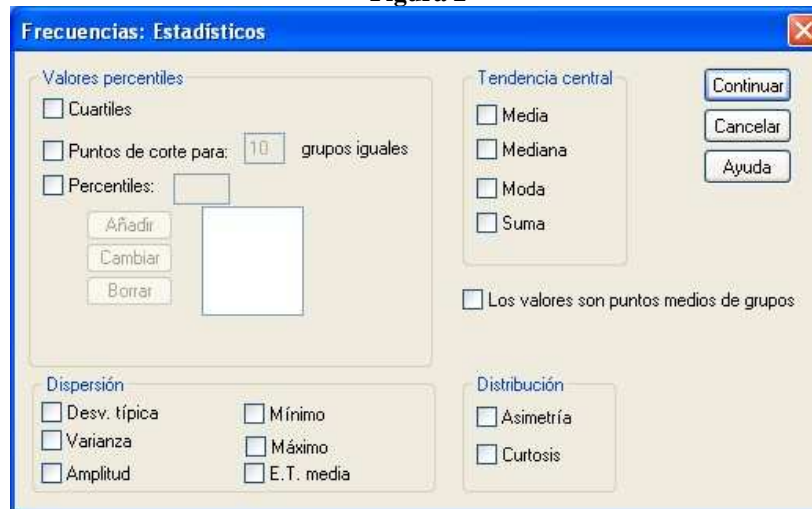 Frecuencias: Estadísticos
Valores percentiles
Cuartiles
Puntos de corte para: 10 grupos iguales
Percentiles:
Añadir
Cambiar
Borrar
Tendencia central
Media
Mediana
Moda
Suma
Continuar
Cancelar
Ayuda
Los valores son puntos medios de grupos
Dispersión
Desv. típica
Varianza
Amplitud
Mínimo
Máximo
E.T. media
Distribución
Asimetría
Curtosis